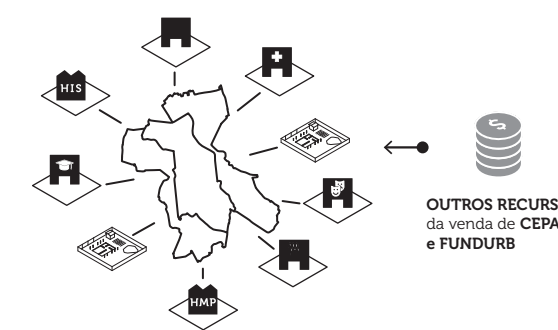 HIS
OUTROS RECURS
da venda de CEPA
e FUNDURB
HMP